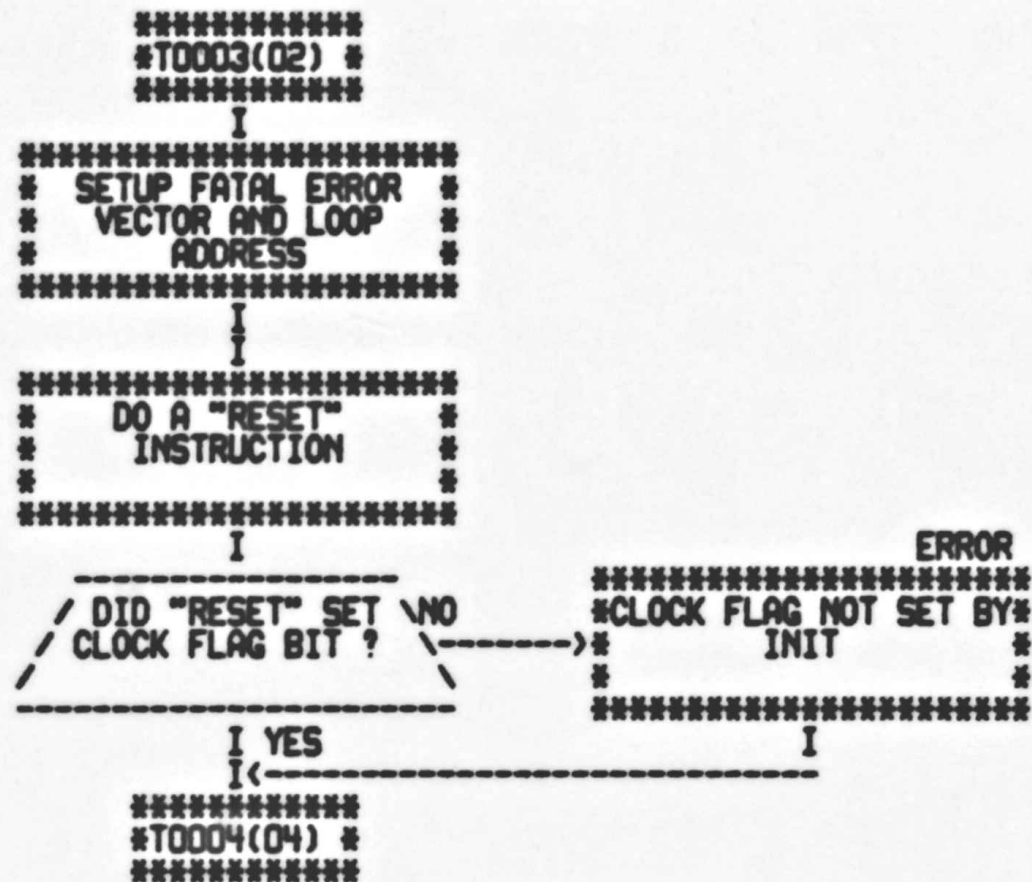 *T0003(02) *
I
* SETUP FATAL ERROR *
* VECTOR AND LOOP *
* ADDRESS *
I
I
I
* DO A "RESET" *
* INSTRUCTION *
I
ERROR
/ DID "RESET" SET \NO
/ CLOCK FLAG BIT ? \------->
*CLOCK FLAG NOT SET BY*
* INIT *
I YES
I
I<-----------------------------
*T0004(04) *